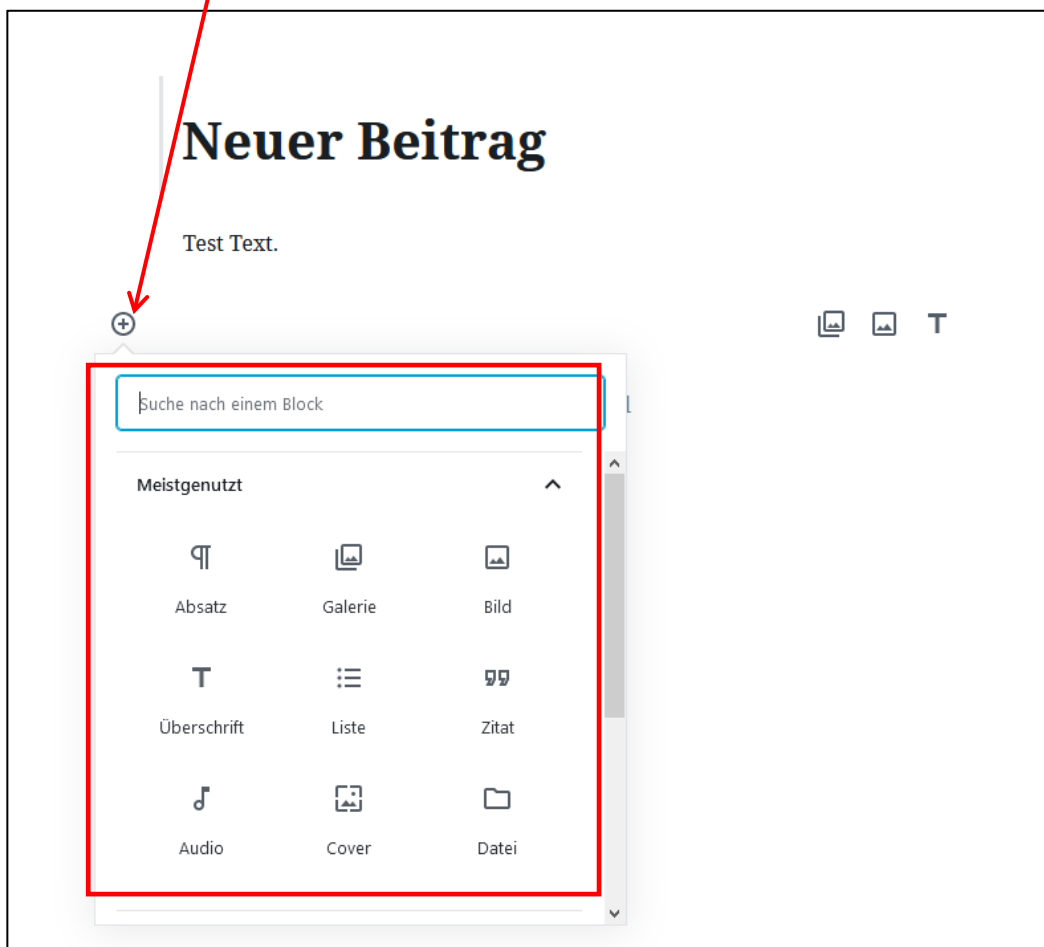 Neuer Beitrag
Test Text.
Suche nach einem Block
Meistgenutzt
Absatz Galerie Bild
Überschrift Liste Zitat
Audio Cover Datei